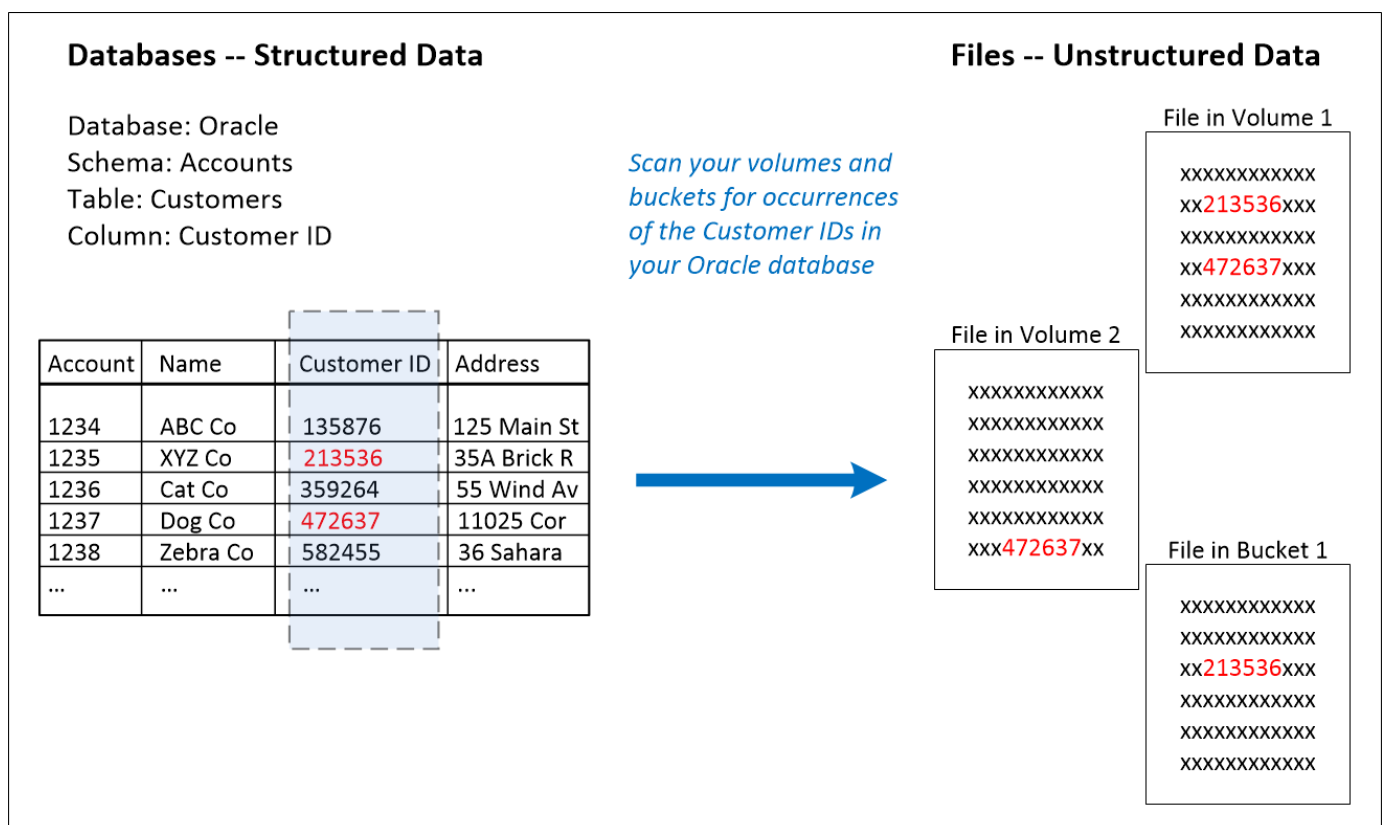 Databases -- Structured Data
Database: Oracle
Schema: Accounts
Table: Customers
Column: Customer ID
Account Name Customer ID Address
1234 ABC Co 135876 125 Main St
1235 XYZ Co 213536 35A Brick R
1236 Cat Co 359264 55 Wind Av
1237 Dog Co 472637 11025 Cor
1238 Zebra Co 582455 36 Sahara
... ... ... ...
Scan your volumes and
buckets for occurrences
of the Customer IDs in
your Oracle database
Files -- Unstructured Data
File in Volume 1
xxxxxxxxxxxx
xx213536xxx
xxxxxxxxxxxx
xx472637xxx
xxxxxxxxxxxx
xxxxxxxxxxxx
File in Volume 2
xxxxxxxxxxxx
xxxxxxxxxxxx
xxxxxxxxxxxx
xxxxxxxxxxxx
xxxxxxxxxxxx
xxx472637xx
File in Bucket 1
xxxxxxxxxxxx
xxxxxxxxxxxx
xx213536xxx
xxxxxxxxxxxx
xxxxxxxxxxxx
xxxxxxxxxxxx